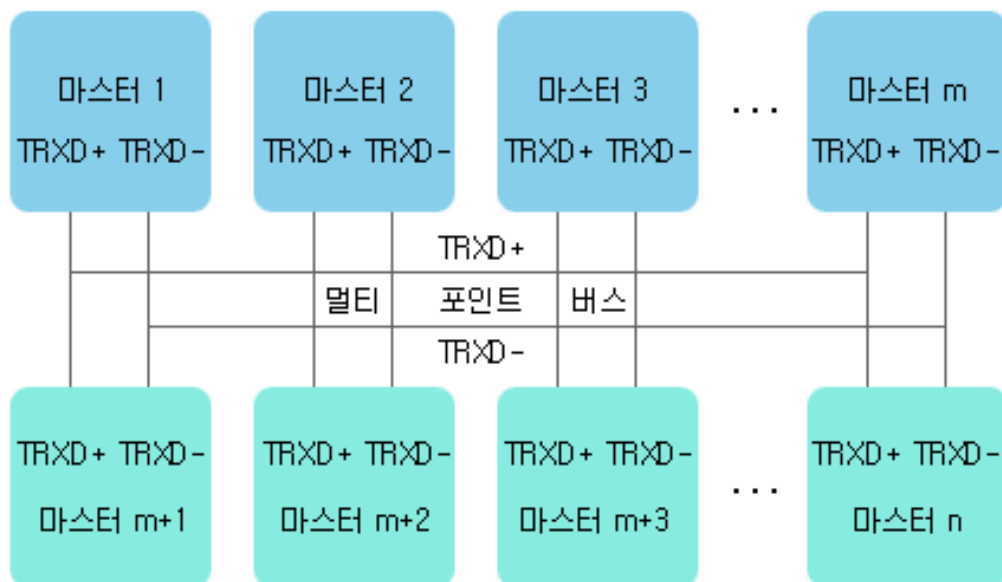 마스터 1 마스터 2 마스터 3 ... 마스터 m
TRXD+ TRXD- TRXD+ TRXD- TRXD+ TRXD- TRXD+ TRXD-
TRXD+
멀티 포인트 버스
TRXD-
TRXD+ TRXD- TRXD+ TRXD- TRXD+ TRXD- TRXD+ TRXD-
마스터 m+1 마스터 m+2 마스터 m+3 ... 마스터 n